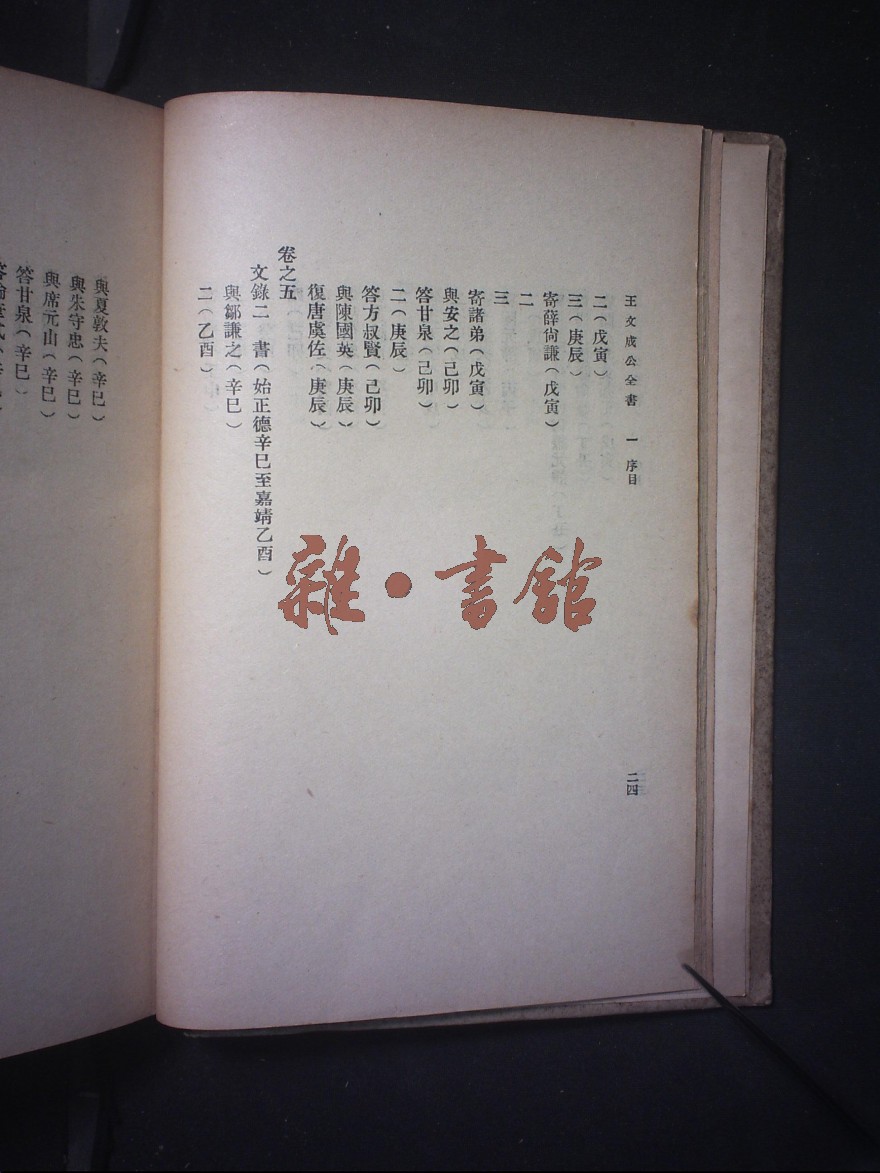 王文成公全書 一 序目
二四
二(戊寅)
三(庚辰)
寄薛尙謙(戊寅)
二
三
寄諸弟(戊寅)
與安之(己卯)
答甘泉(己卯)
二(庚辰)
答方叔賢(己卯)
與陳國英(庚辰)
復唐虞佐(庚辰)
卷之五
文錄二 書(始正德辛巳至嘉靖乙酉)
與鄒謙之(辛巳)
二(乙酉)
與夏敦夫(辛巳)
與朱守忠(辛巳)
與席元山(辛巳)
答甘泉(辛巳)
雜·書館